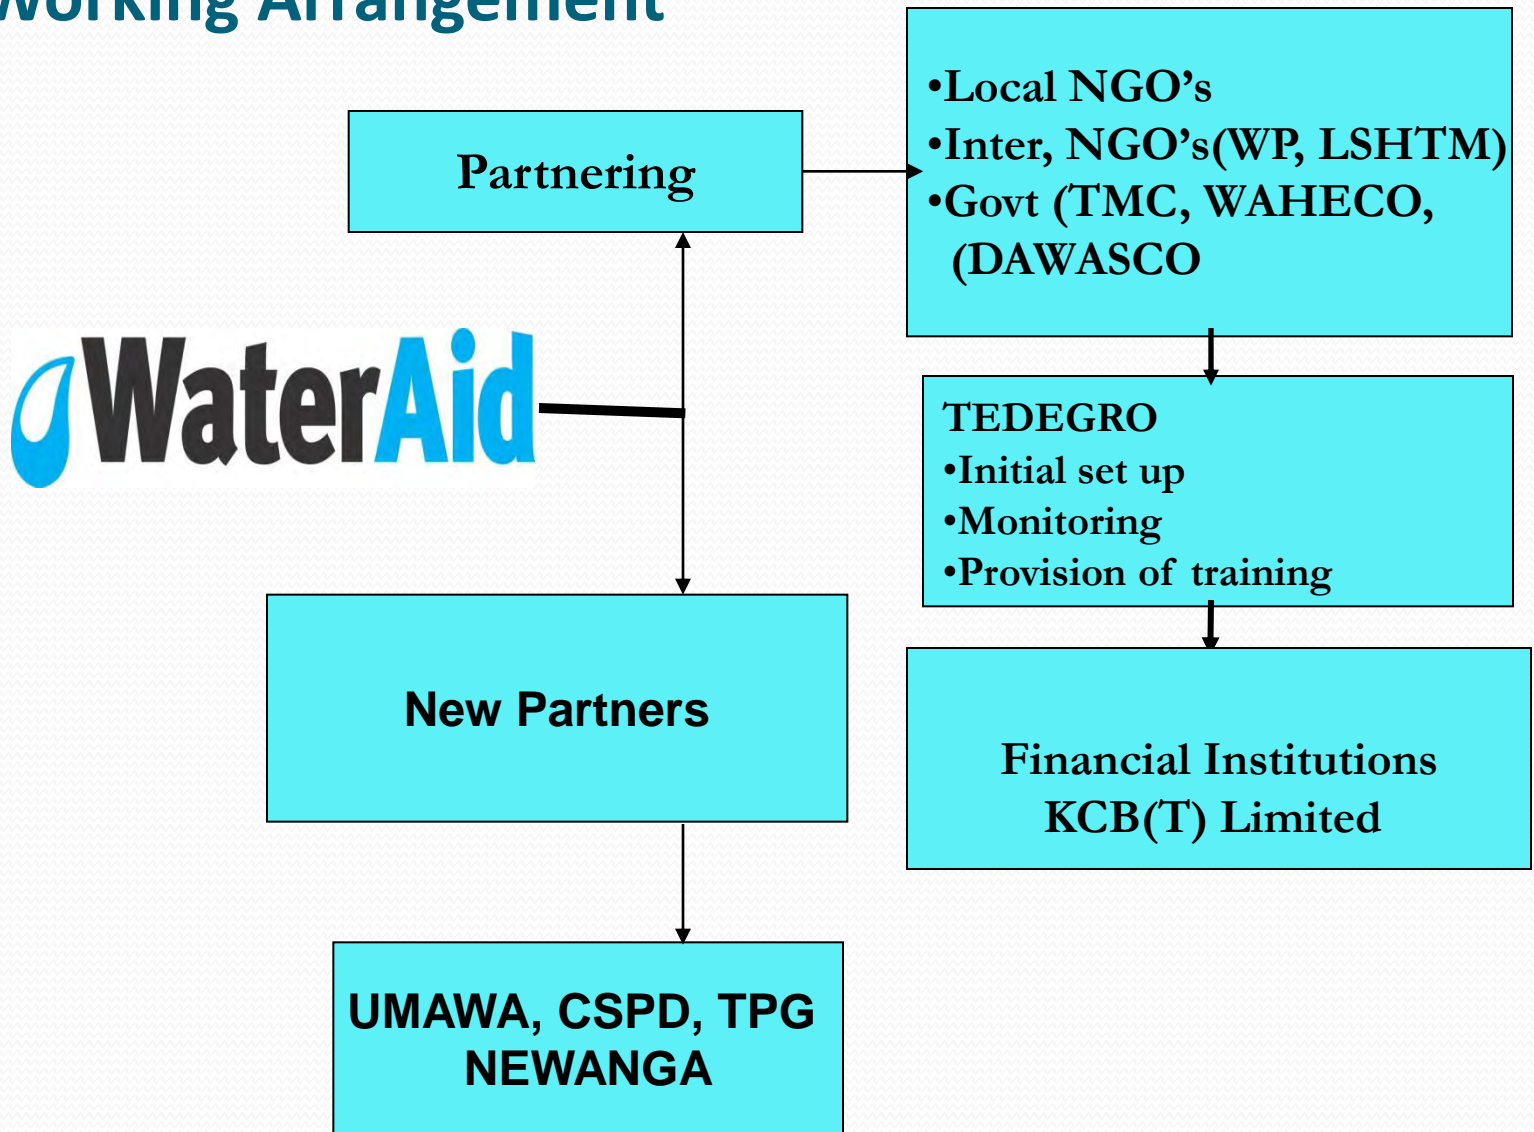 Working Arrangement
Partnering
•Local NGO’s
•Inter, NGO’s(WP, LSHTM)
•Govt (TMC, WAHECO,
(DAWASCO
WaterAid
TEDEGRO
•Initial set up
•Monitoring
•Provision of training
New Partners
Financial Institutions
KCB(T) Limited
UMAWA, CSPD, TPG
NEWANGA